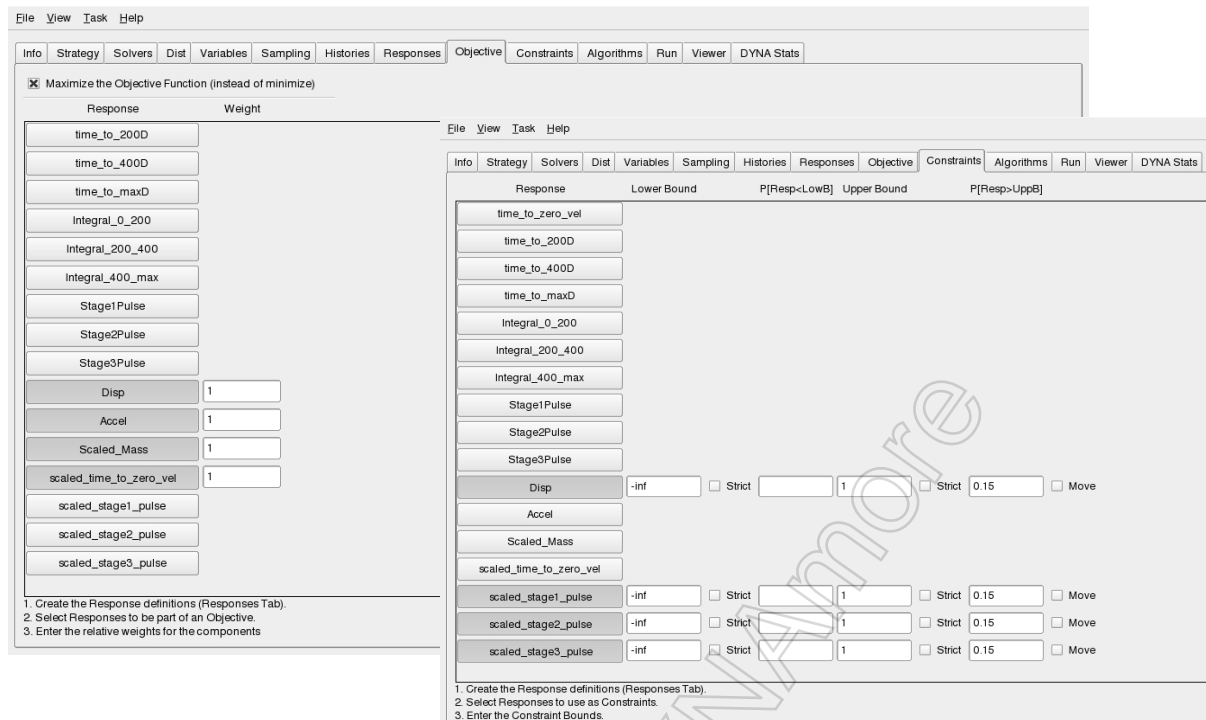 File View Task Help
Info Strategy Solvers Dist Variables Sampling Histories Responses Objective Constraints Algorithms Run Viewer DYNA Stats
Maximize the Objective Function (instead of minimize)
Response Weight
time_to_200D
time_to_400D
time_to_maxD
Integral_0_200
Integral_200_400
Integral_400_max
Stage1Pulse
Stage2Pulse
Stage3Pulse
Disp 1
Accel 1
Scaled_Mass 1
scaled_time_to_zero_vel 1
scaled_stage1_pulse
scaled_stage2_pulse
scaled_stage3_pulse
1. Create the Response definitions (Responses Tab).
2. Select Responses to be part of an Objective.
3. Enter the relative weights for the components
File View Task Help
Info Strategy Solvers Dist Variables Sampling Histories Responses Objective Constraints Algorithms Run Viewer DYNA Stats
Response Lower Bound P[Resp<LowB] Upper Bound P[Resp>UppB]
time_to_zero_vel
time_to_200D
time_to_400D
time_to_maxD
Integral_0_200
Integral_200_400
Integral_400_max
Stage1Pulse
Stage2Pulse
Stage3Pulse
Disp -inf Strict 1 Strict 0.15 Move
Accel
Scaled_Mass
scaled_time_to_zero_vel
scaled_stage1_pulse -inf Strict 1 Strict 0.15 Move
scaled_stage2_pulse -inf Strict 1 Strict 0.15 Move
scaled_stage3_pulse -inf Strict 1 Strict 0.15 Move
1. Create the Response definitions (Responses Tab).
2. Select Responses to use as Constraints.
3. Enter the Constraint Bounds.